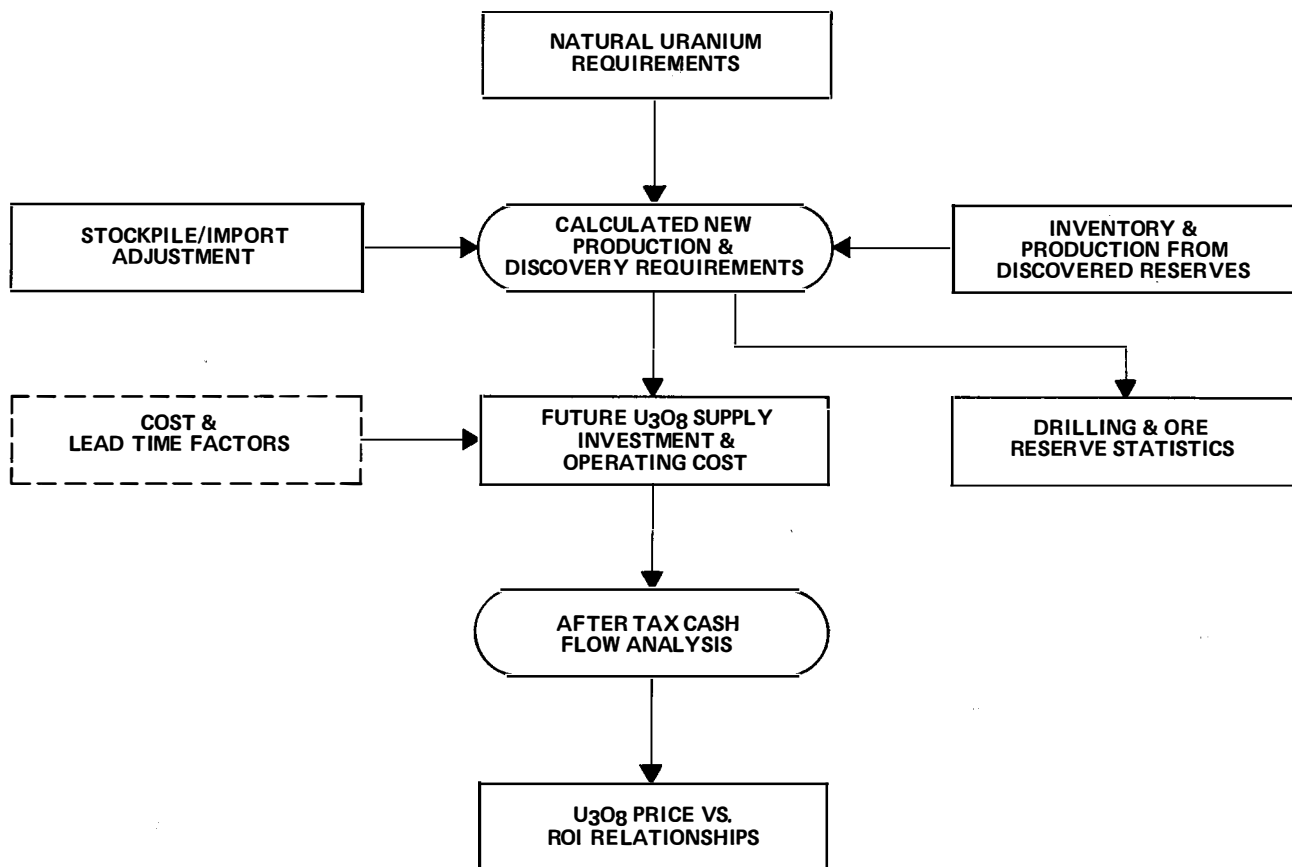 NATURAL URANIUM
REQUIREMENTS
STOCKPILE/IMPORT
ADJUSTMENT
CALCULATED NEW
PRODUCTION &
DISCOVERY REQUIREMENTS
INVENTORY &
PRODUCTION FROM
DISCOVERED RESERVES
COST &
LEAD TIME FACTORS
FUTURE U3O8 SUPPLY
INVESTMENT &
OPERATING COST
DRILLING & ORE
RESERVE STATISTICS
AFTER TAX CASH
FLOW ANALYSIS
U3O8 PRICE VS.
ROI RELATIONSHIPS